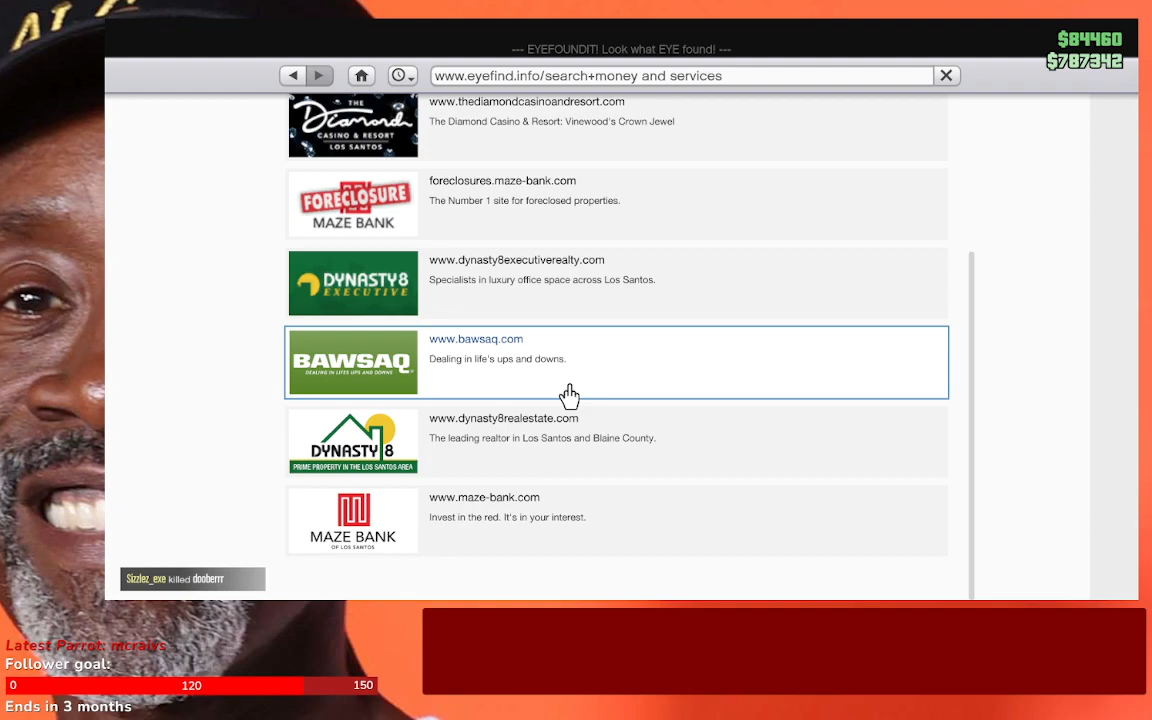 --- EYEFOUNDIT! Look what EYE found! ---
$84460
$787342
www.eyefind.info/search+money and services
THE
Diamond
CASINO & RESORT
LOS SANTOS
www.thediamondcasinoandresort.com
The Diamond Casino & Resort: Vinewood's Crown Jewel
FORECLOSURE
MAZE BANK
foreclosures.maze-bank.com
The Number 1 site for foreclosed properties.
DYNASTY8
EXECUTIVE
www.dynasty8executiverealty.com
Specialists in luxury office space across Los Santos.
BAWSAQ
DEALING IN LIFE'S UPS AND DOWNS
www.bawsaq.com
Dealing in life's ups and downs.
DYNASTY 8
PRIME PROPERTY IN THE LOS SANTOS AREA
www.dynasty8realestate.com
The leading realtor in Los Santos and Blaine County.
MAZE BANK
OF LOS SANTOS
www.maze-bank.com
Invest in the red. It's in your interest.
Sizzlez_exe killed dooberrr
Latest Parrot: mcraivs
Follower goal:
0 120 150
Ends in 3 months